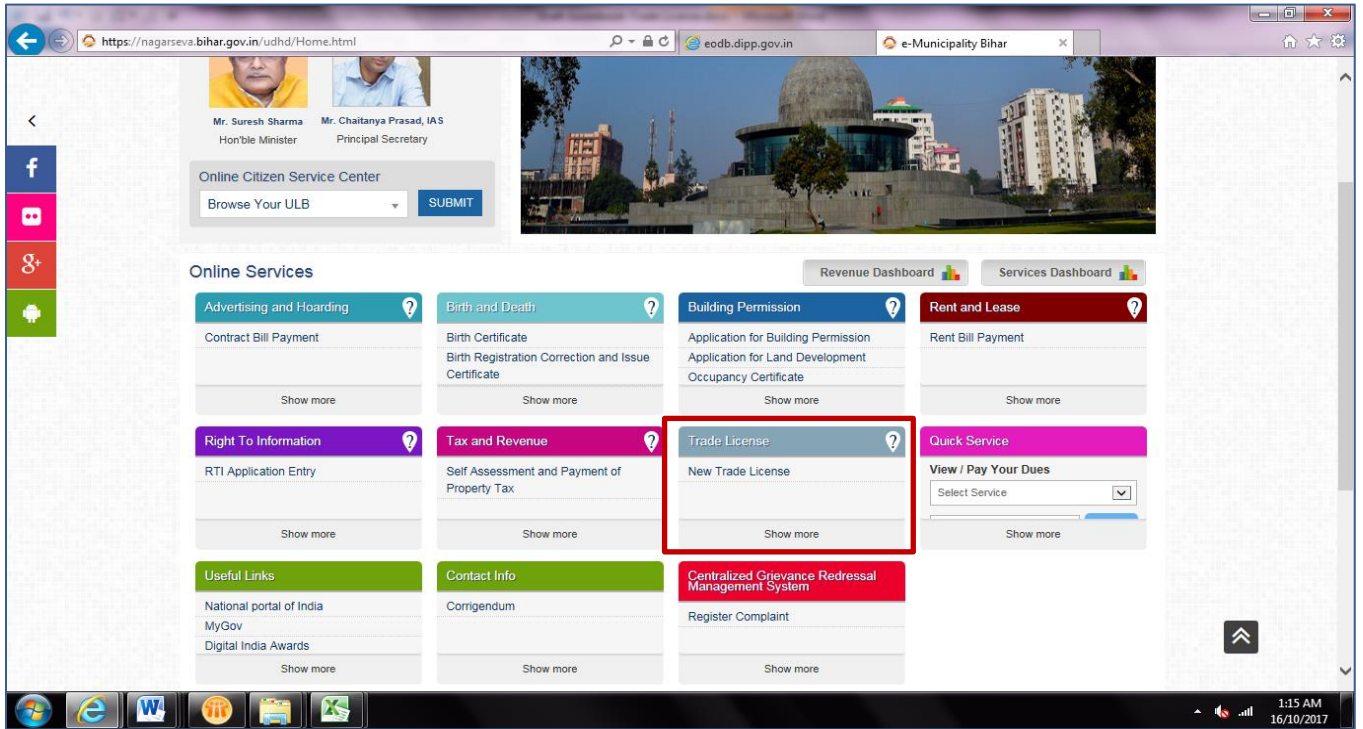 https://nagarseva.bihar.gov.in/udhd/Home.html
eodb.dipp.gov.in
e-Municipality Bihar
Mr. Suresh Sharma
Hon'ble Minister
Mr. Chaitanya Prasad, IAS
Principal Secretary
Online Citizen Service Center
Browse Your ULB
SUBMIT
f
g+
Online Services
Revenue Dashboard
Services Dashboard
Advertising and Hoarding ?
Contract Bill Payment
Show more
Birth and Death ?
Birth Certificate
Birth Registration Correction and Issue
Certificate
Show more
Building Permission ?
Application for Building Permission
Application for Land Development
Occupancy Certificate
Show more
Rent and Lease ?
Rent Bill Payment
Show more
Right To Information ?
RTI Application Entry
Show more
Tax and Revenue ?
Self Assessment and Payment of
Property Tax
Show more
Trade License ?
New Trade License
Show more
Quick Service
View / Pay Your Dues
Select Service
Show more
Useful Links
National portal of India
MyGov
Digital India Awards
Show more
Contact Info
Corrigendum
Show more
Centralized Grievance Redressal
Management System
Register Complaint
Show more
1:15 AM
16/10/2017